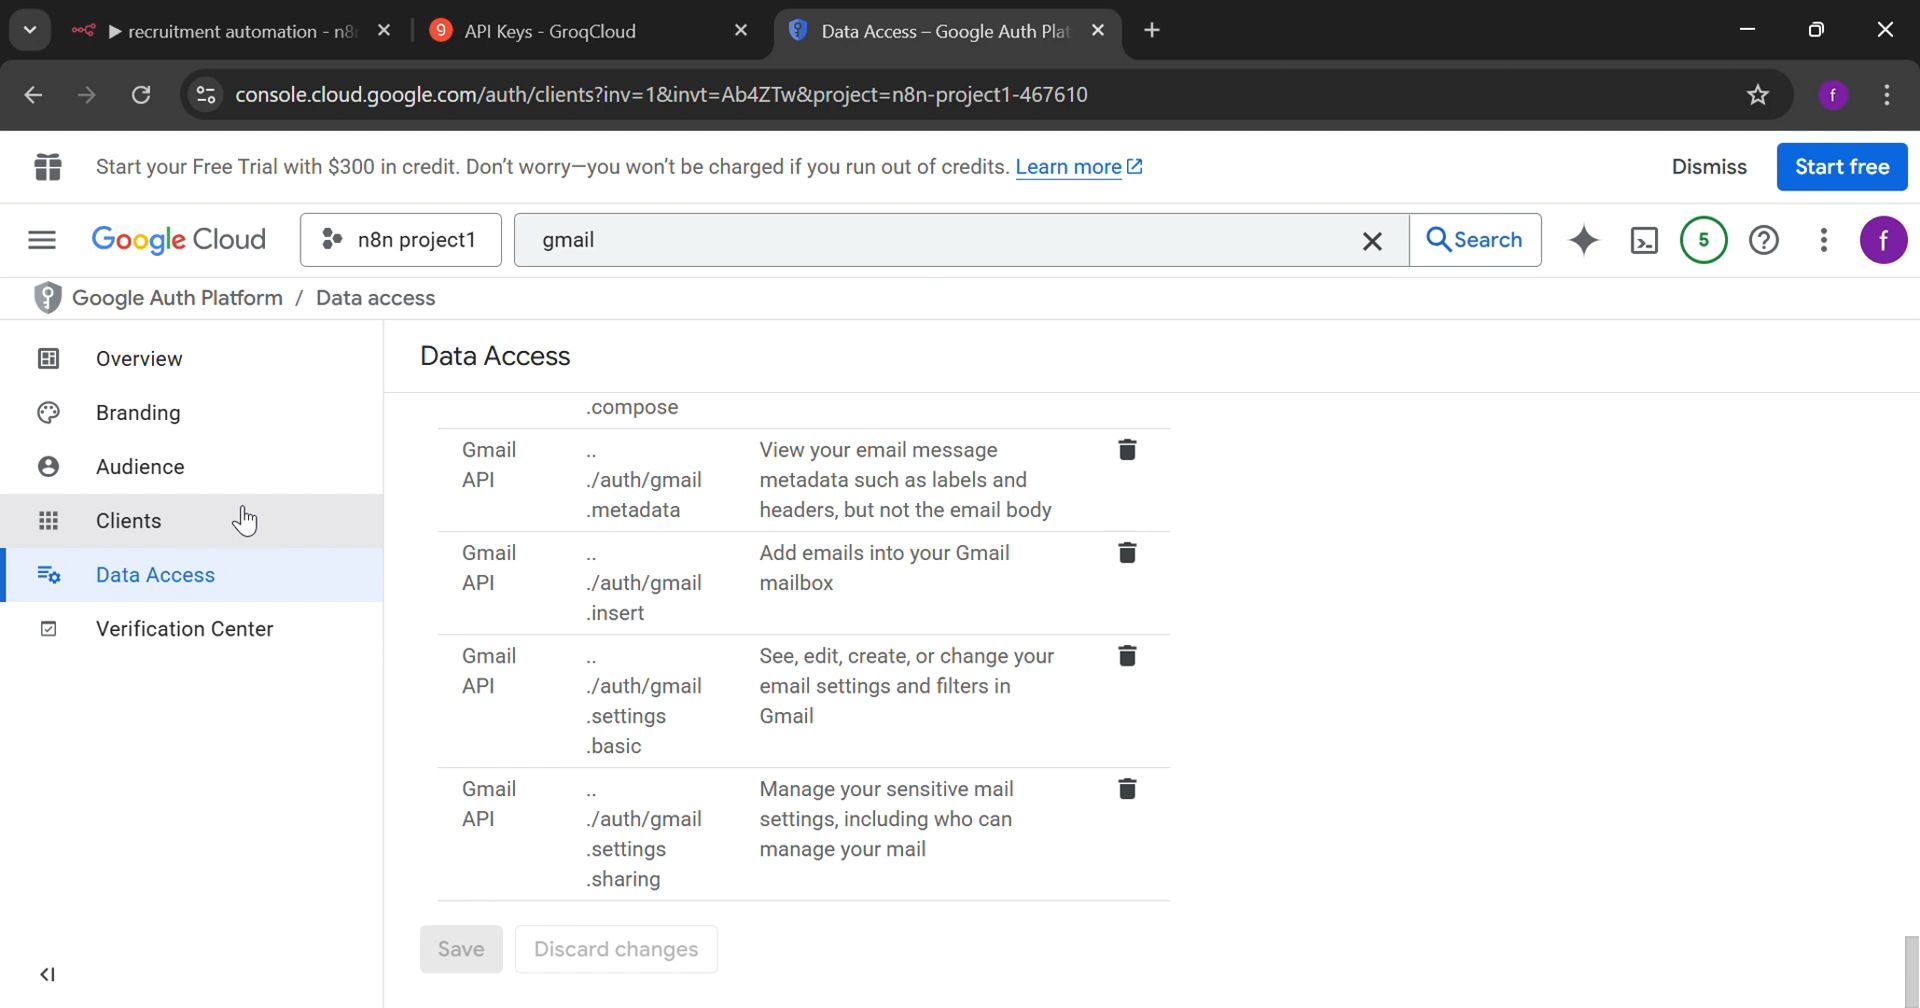 recruitment automation - n8
API Keys - GroqCloud
Data Access – Google Auth Plat
console.cloud.google.com/auth/clients?inv=1&invt=Ab4ZTw&project=n8n-project1-467610
f
Start your Free Trial with $300 in credit. Don't worry—you won't be charged if you run out of credits. Learn more
Dismiss
Start free
Google Cloud
n8n project1
gmail
Search
5
f
Google Auth Platform / Data access
Overview
Branding
Audience
Clients
Data Access
Verification Center
Data Access
.compose
Gmail API
..
./auth/gmail
.metadata
View your email message
metadata such as labels and
headers, but not the email body
Gmail API
..
./auth/gmail
.insert
Add emails into your Gmail
mailbox
Gmail API
..
./auth/gmail
.settings
.basic
See, edit, create, or change your
email settings and filters in
Gmail
Gmail API
..
./auth/gmail
.settings
.sharing
Manage your sensitive mail
settings, including who can
manage your mail
Save
Discard changes